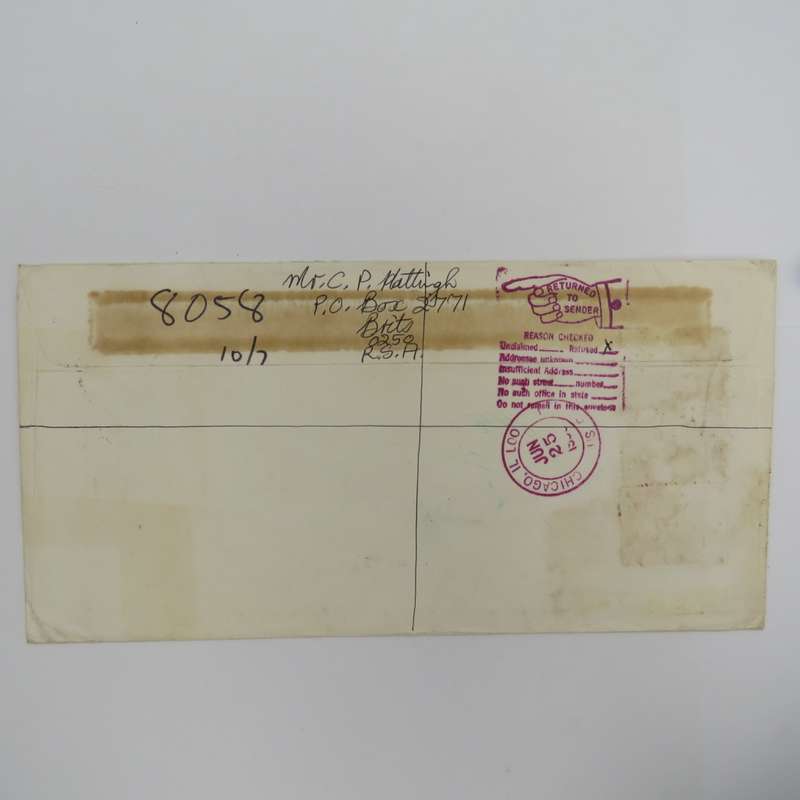 Mr. C. P. Hattingh
8058
P.O. Box 2771
Brits
0250
10/7
R.S.A.
RETURNED
TO
SENDER
REASON CHECKED
Unclaimed Refused X
Addressee unknown
Insufficient Address
No such street number
No such office in state
Do not remail in this envelope
CHICAGO, IL LOO
JUN
25